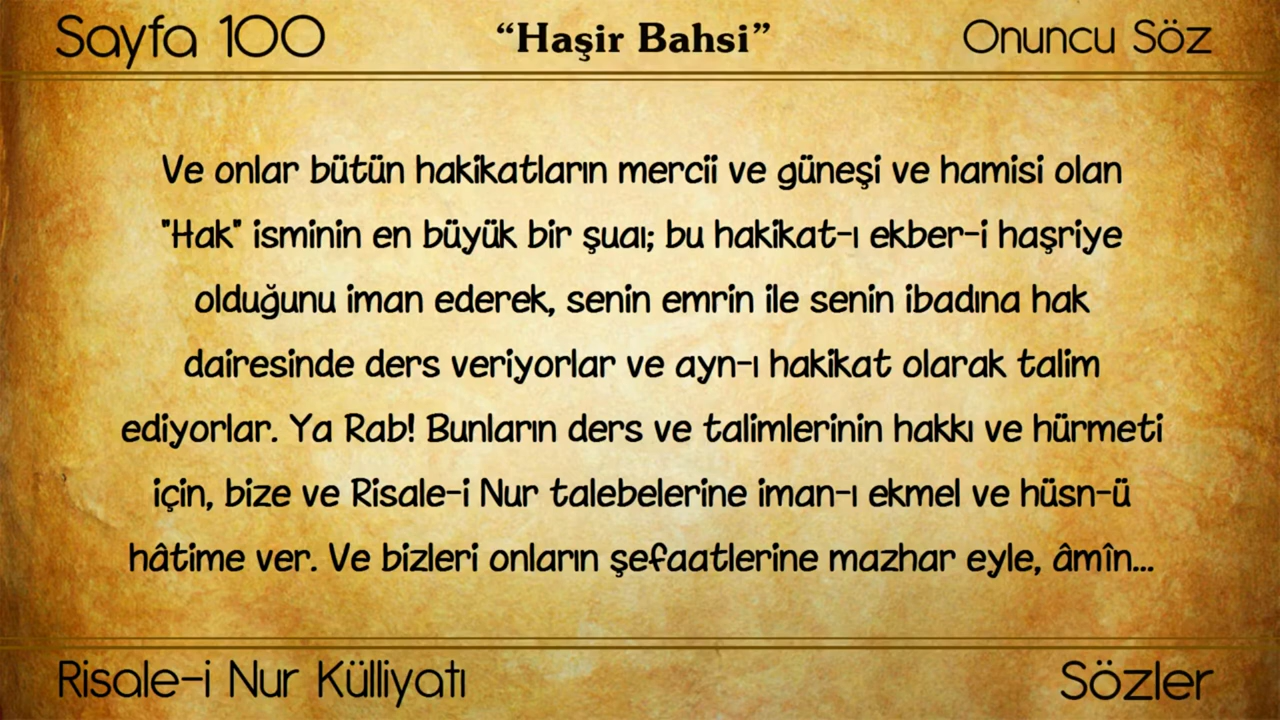 Sayfa 100
“Haşir Bahsi”
Onuncu Söz
Ve onlar bütün hakikatların mercii ve güneşi ve hamisi olan
"Hak" isminin en büyük bir şuaı; bu hakikat-ı ekber-i haşriye
olduğunu iman ederek, senin emrin ile senin ibadına hak
dairesinde ders veriyorlar ve ayn-ı hakikat olarak talim
ediyorlar. Ya Rab! Bunların ders ve talimlerinin hakkı ve hürmeti
için, bize ve Risale-i Nur talebelerine iman-ı ekmel ve hüsn-ü
hâtime ver. Ve bizleri onların şefaatlerine mazhar eyle, âmîn...
Risale-i Nur Külliyatı
Sözler